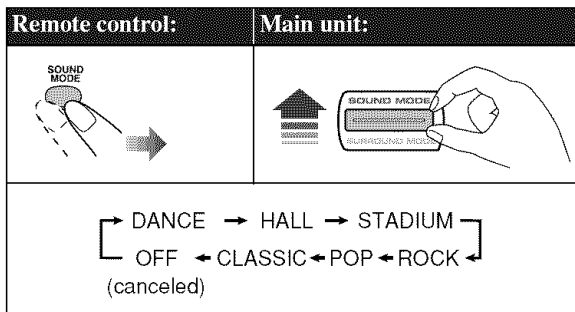 Remote control:
Main unit:
SOUND
MODE
SOUND MODE
SURROUND MODE
DANCE → HALL → STADIUM
OFF ← CLASSIC ← POP ← ROCK
(canceled)